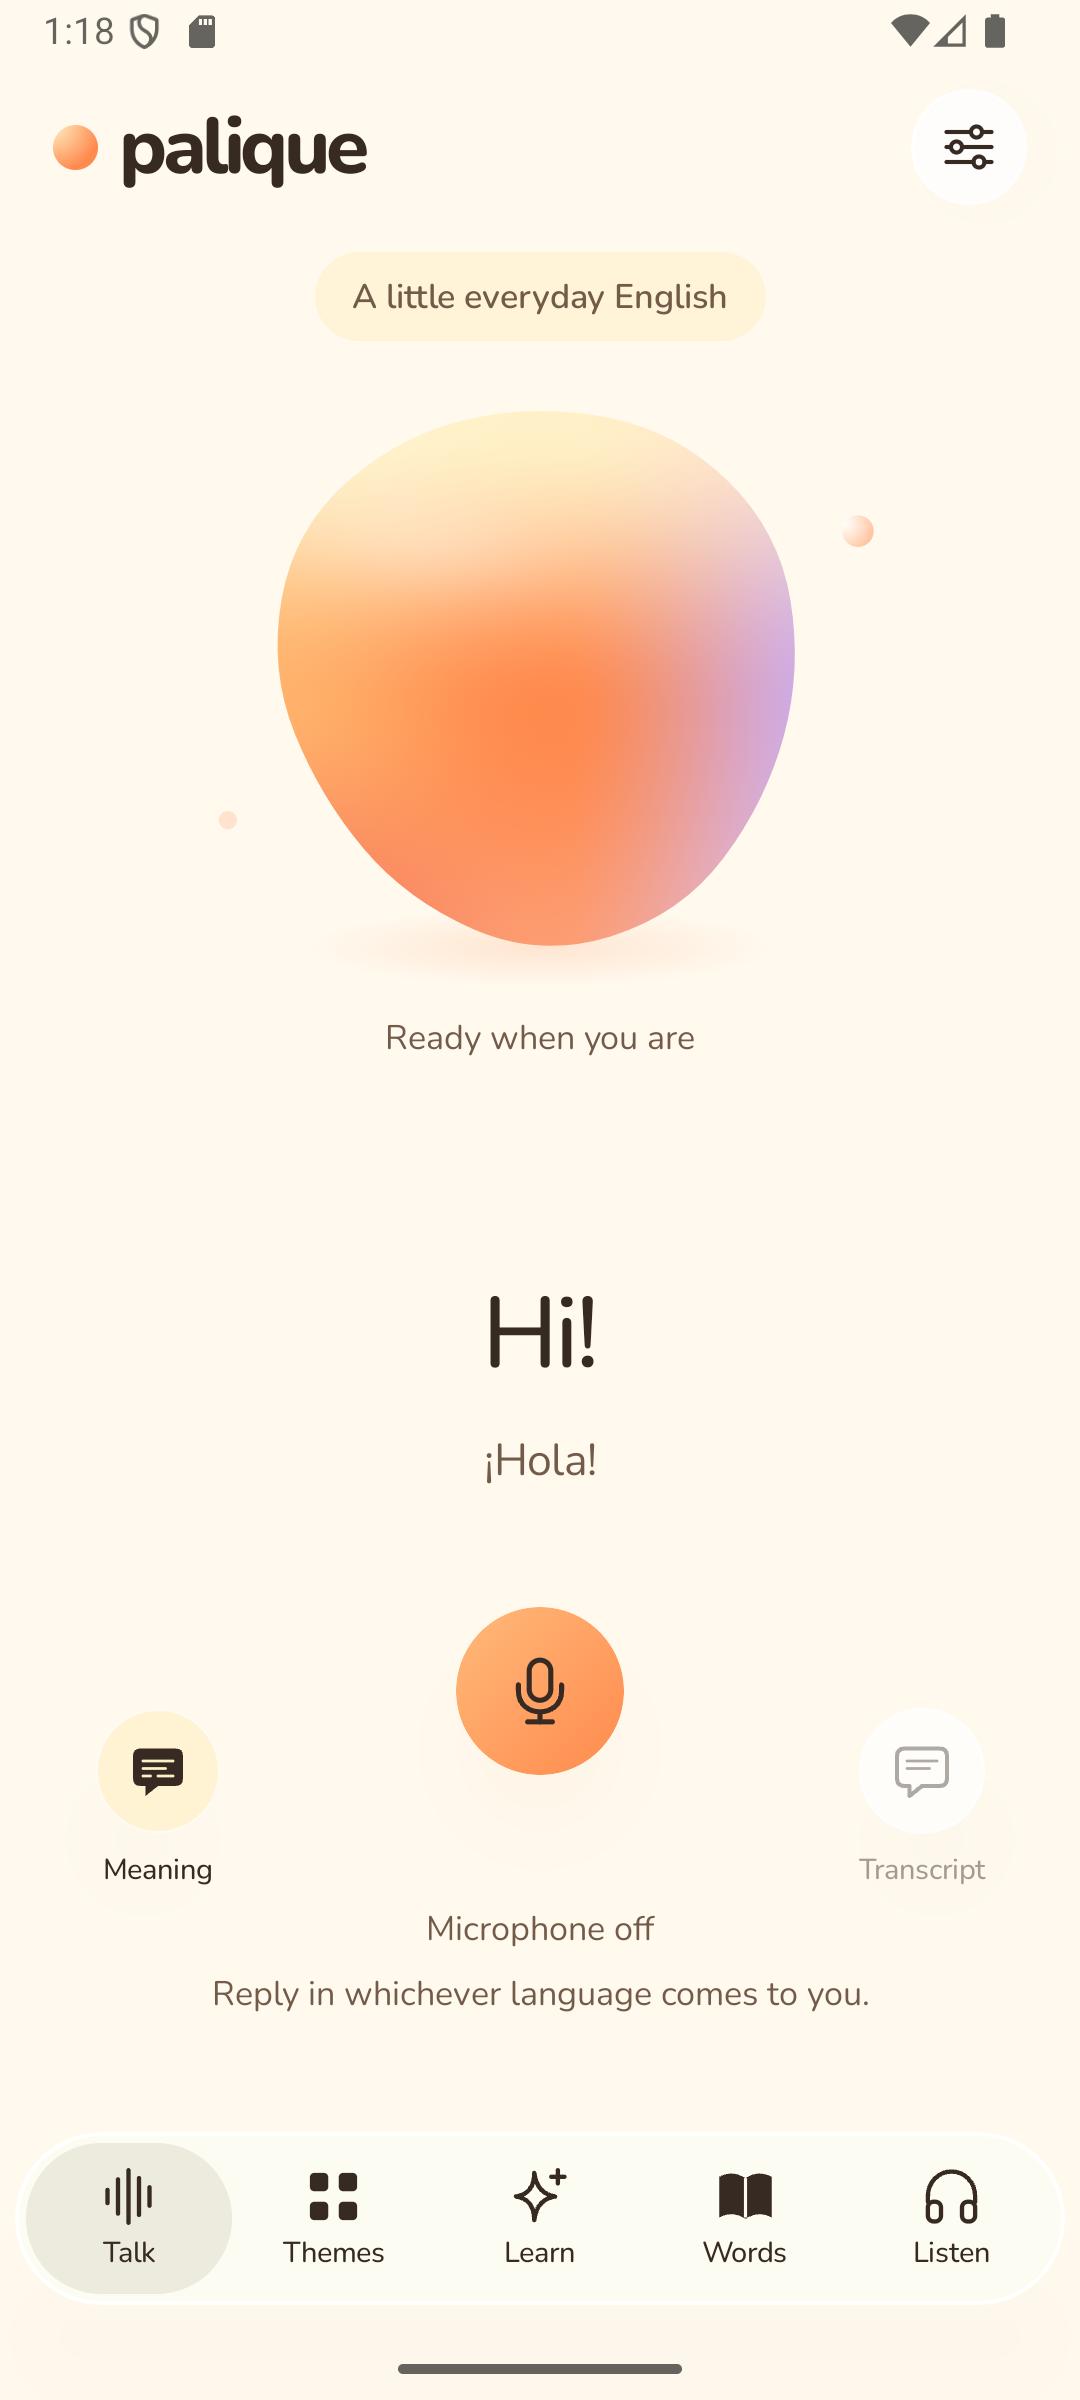 1:18
palique
A little everyday English
Ready when you are
Hi!
¡Hola!
Meaning
Transcript
Microphone off
Reply in whichever language comes to you.
Talk
Themes
Learn
Words
Listen